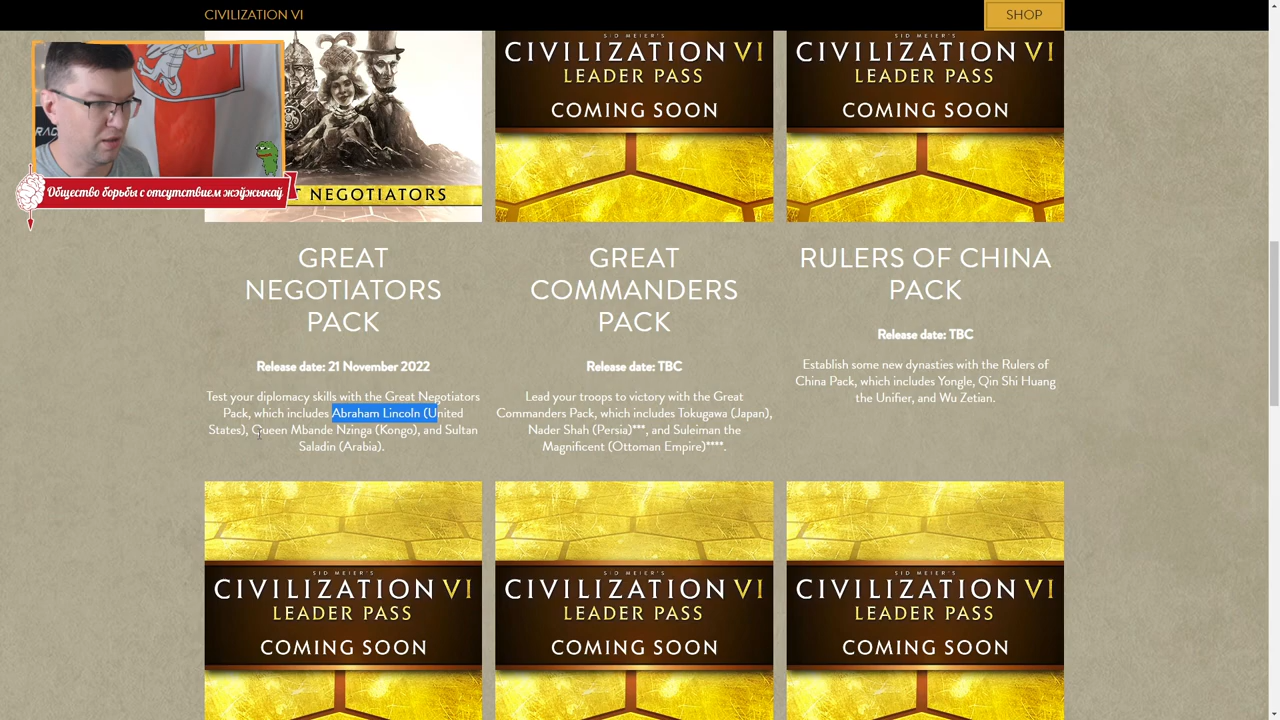 CIVILIZATION VI
SHOP
RAC
Общество борьбы с отсутствием жэўжыкаў
T NEGOTIATORS
SID MEIER'S
CIVILIZATION VI
LEADER PASS
COMING SOON
SID MEIER'S
CIVILIZATION VI
LEADER PASS
COMING SOON
GREAT
NEGOTIATORS
PACK
Release date: 21 November 2022
Test your diplomacy skills with the Great Negotiators
Pack, which includes Abraham Lincoln (United
States), Queen Mbande Nzinga (Kongo), and Sultan
Saladin (Arabia).
GREAT
COMMANDERS
PACK
Release date: TBC
Lead your troops to victory with the Great
Commanders Pack, which includes Tokugawa (Japan),
Nader Shah (Persia)***, and Suleiman the
Magnificent (Ottoman Empire)****.
RULERS OF CHINA
PACK
Release date: TBC
Establish some new dynasties with the Rulers of
China Pack, which includes Yongle, Qin Shi Huang
the Unifier, and Wu Zetian.
SID MEIER'S
CIVILIZATION VI
LEADER PASS
COMING SOON
SID MEIER'S
CIVILIZATION VI
LEADER PASS
COMING SOON
SID MEIER'S
CIVILIZATION VI
LEADER PASS
COMING SOON